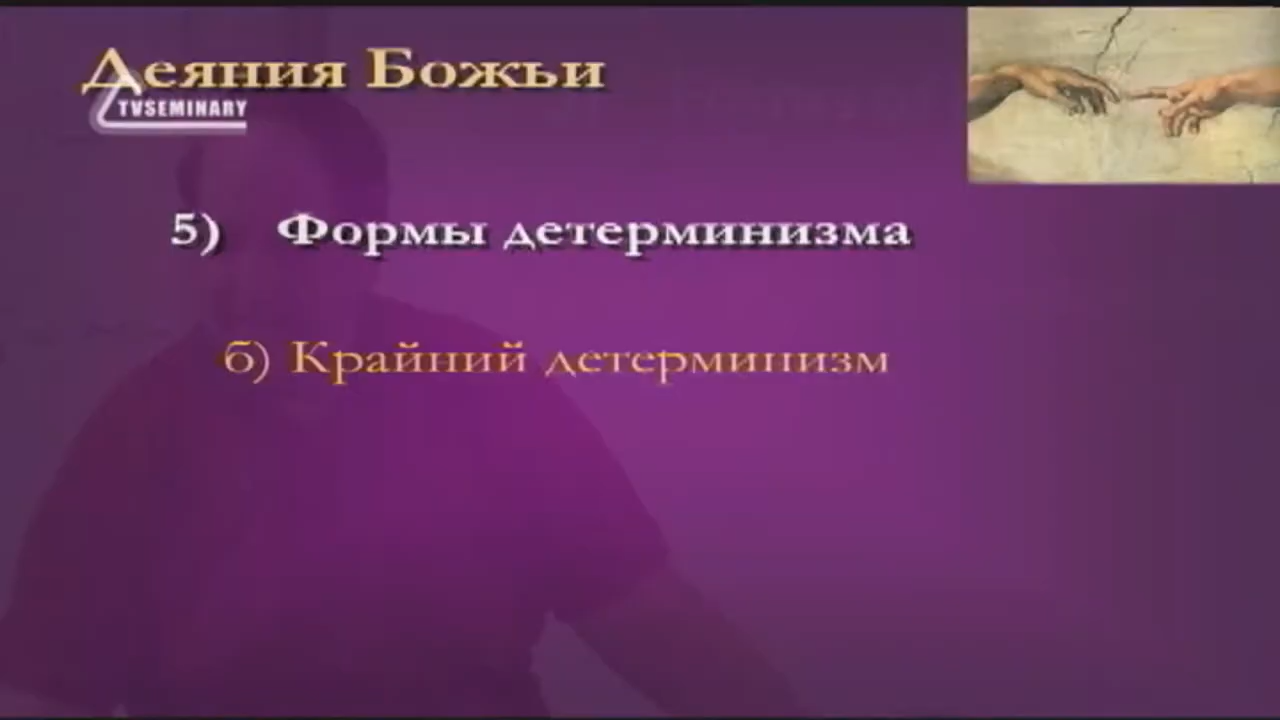 Деяния Божьи
TVSEMINARY
5) Формы детерминизма
б) Крайний детерминизм